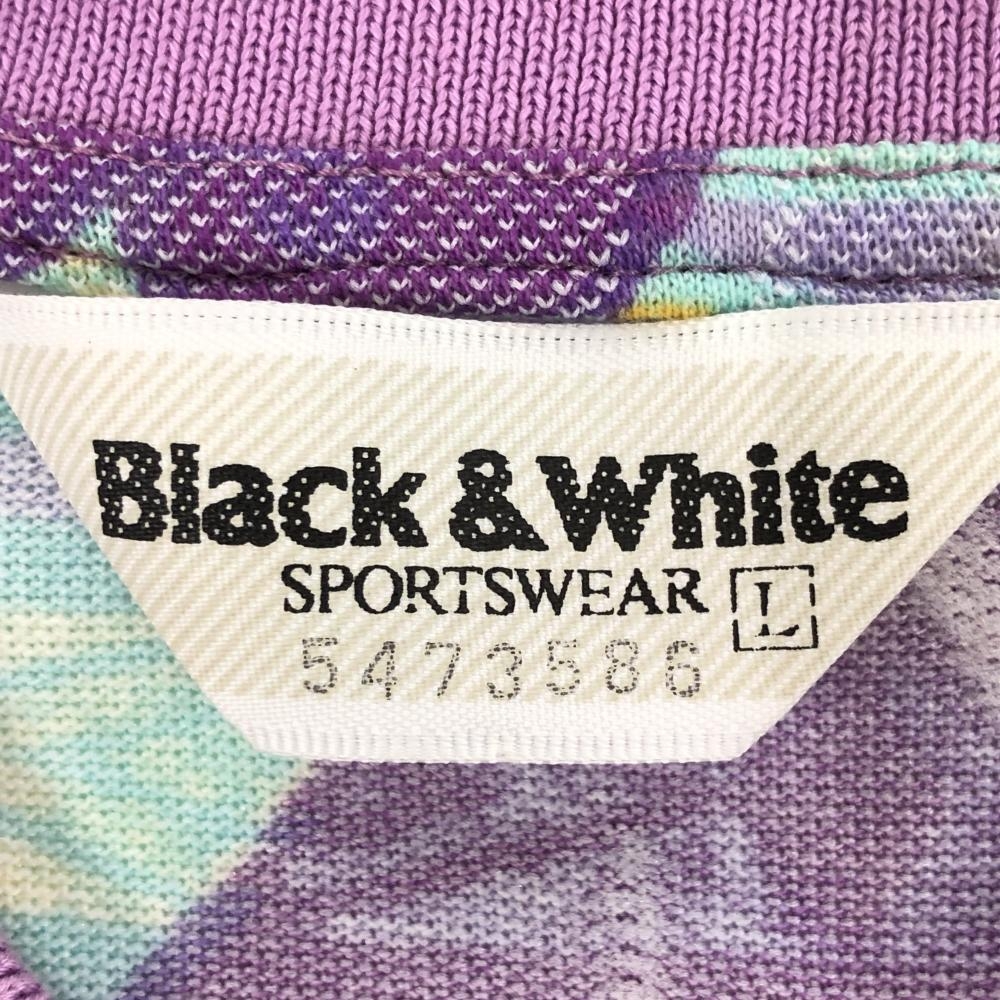 Black & White
SPORTSWEAR L
5473586